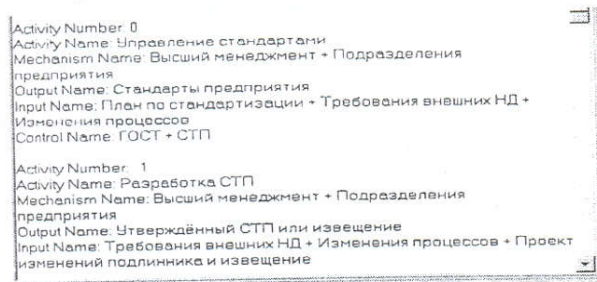 Activity Number: 0
Activity Name: Управление стандартами
Mechanism Name: Высший менеджмент + Подразделения
предприятия
Output Name: Стандарты предприятия
Input Name: План по стандартизации + Требования внешних НД +
Изменения процессов
Control Name: ГОСТ + СТП
Activity Number: 1
Activity Name: Разработка СТП
Mechanism Name: Высший менеджмент + Подразделения
предприятия
Output Name: Утверждённый СТП или извещение
Input Name: Требования внешних НД + Изменения процессов + Проект
изменений подлинника и извещение